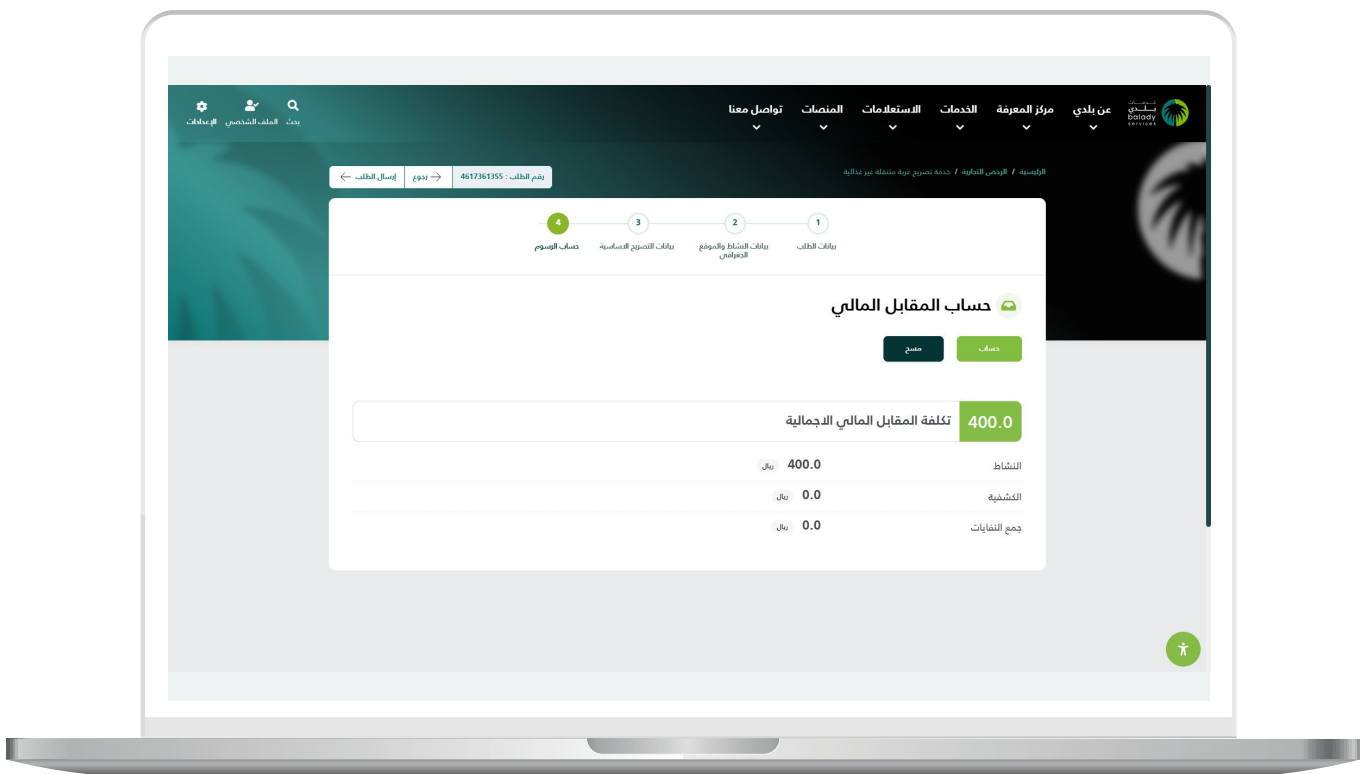 خدمات
بلدي
balady
services
عن بلدي
مركز المعرفة
الخدمات
الاستعلامات
المنصات
تواصل معنا
بحث
الملف الشخصي
الإعدادات
الرئيسية / الرخص التجارية / خدمة تصريح عربة متنقلة غير غذائية
رقم الطلب : 4617361355
رجوع
إرسال الطلب
1
2
3
4
بيانات الطلب
بيانات النشاط والموقع
الجغرافي
بيانات التصريح الاساسية
حساب الرسوم
حساب المقابل المالي
حساب
مسح
400.0 تكلفة المقابل المالي الاجمالية
النشاط 400.0 ريال
الكشفية 0.0 ريال
جمع النفايات 0.0 ريال